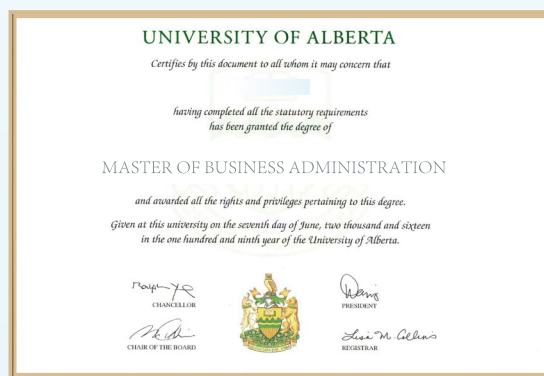 UNIVERSITY OF ALBERTA
Certifies by this document to all whom it may concern that
having completed all the statutory requirements
has been granted the degree of
MASTER OF BUSINESS ADMINISTRATION
and awarded all the rights and privileges pertaining to this degree.
Given at this university on the seventh day of June, two thousand and sixteen
in the one hundred and ninth year of the University of Alberta.
CHANCELLOR
PRESIDENT
CHAIR OF THE BOARD
Lisa M. Collins
REGISTRAR